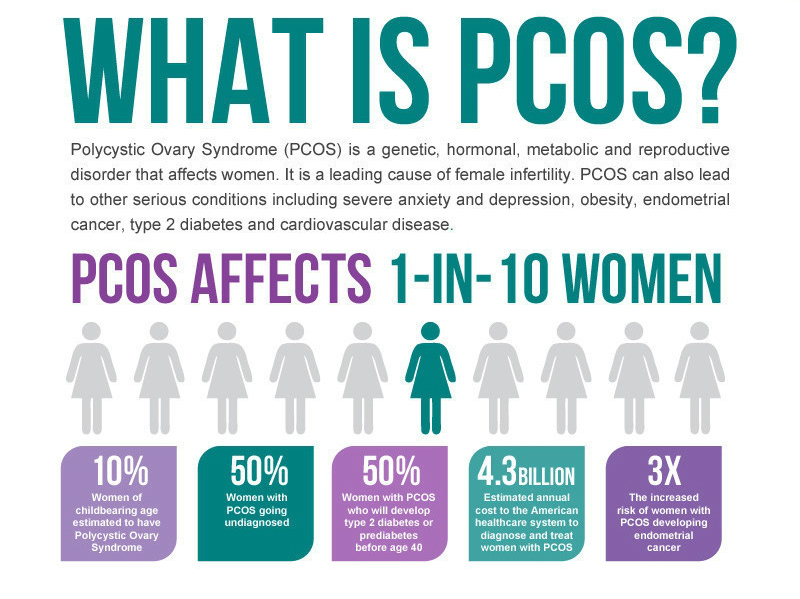 WHAT IS PCOS?
Polycystic Ovary Syndrome (PCOS) is a genetic, hormonal, metabolic and reproductive
disorder that affects women. It is a leading cause of female infertility. PCOS can also lead
to other serious conditions including severe anxiety and depression, obesity, endometrial
cancer, type 2 diabetes and cardiovascular disease.
PCOS AFFECTS 1-IN-10 WOMEN
10%
Women of
childbearing age
estimated to have
Polycystic Ovary
Syndrome
50%
Women with
PCOS going
undiagnosed
50%
Women with PCOS
who will develop
type 2 diabetes or
prediabetes
before age 40
4.3 BILLION
Estimated annual
cost to the American
healthcare system to
diagnose and treat
women with PCOS
3X
The increased
risk of women with
PCOS developing
endometrial
cancer